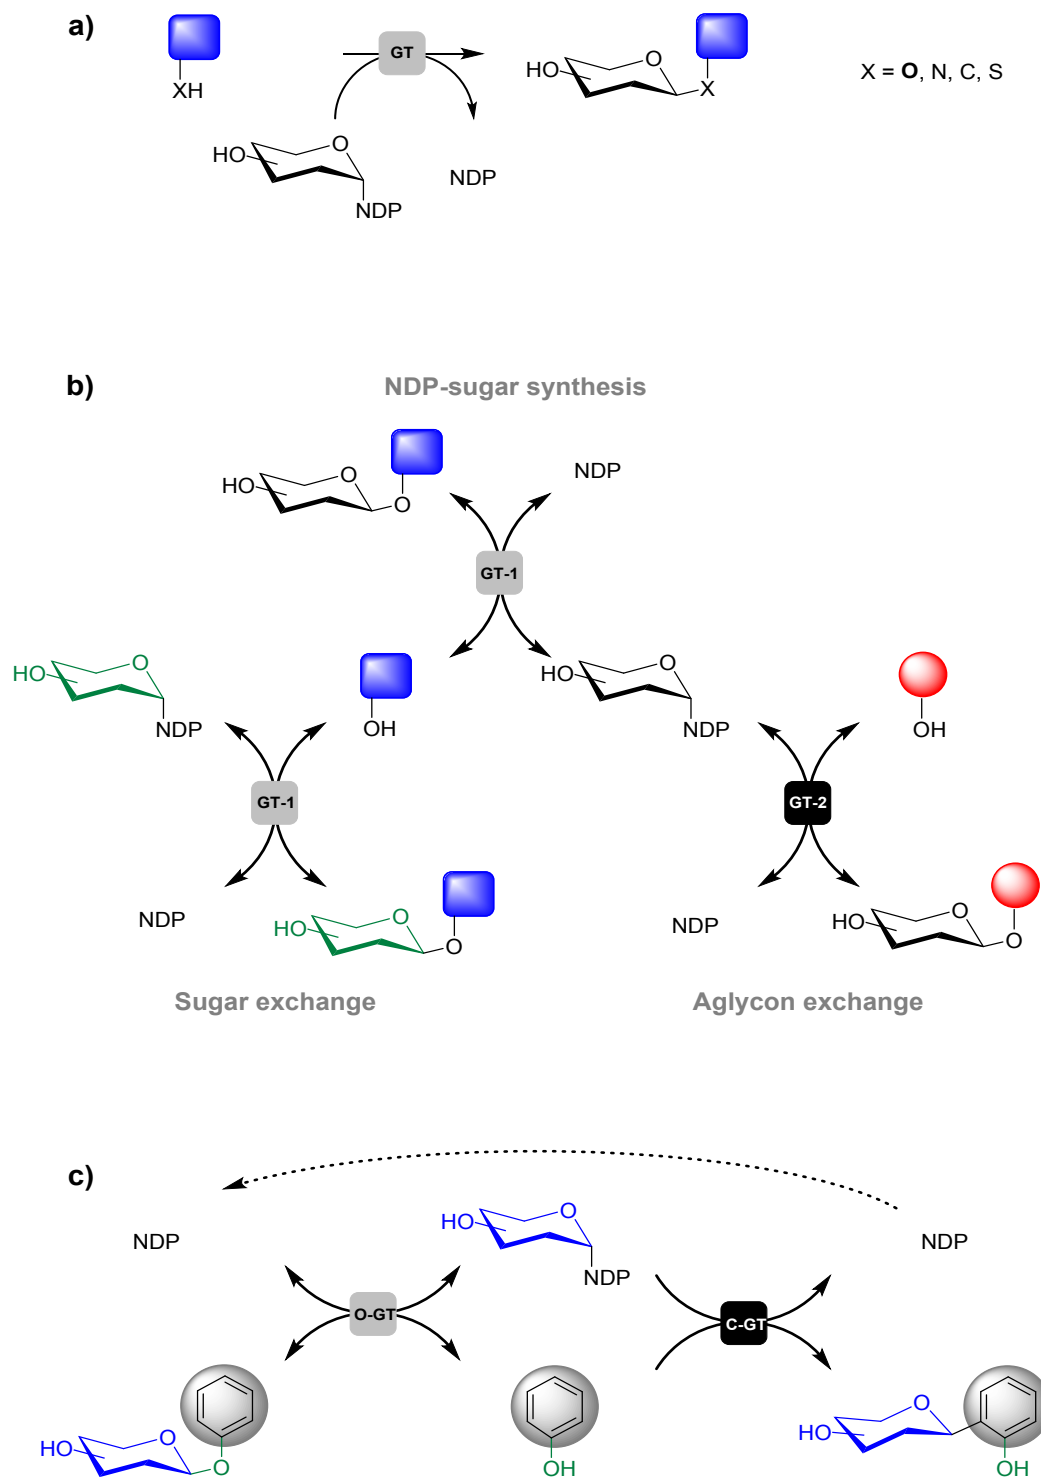 a)
GT
XH
HO
O
X
X = O, N, C, S
HO
O
NDP
NDP
b)
NDP-sugar synthesis
HO
O
O
NDP
GT-1
HO
O
NDP
OH
HO
O
NDP
OH
GT-1
GT-2
NDP
HO
O
O
NDP
HO
O
O
Sugar exchange
Aglycon exchange
c)
NDP
HO
O
NDP
NDP
O-GT
C-GT
HO
O
O
OH
HO
O
OH